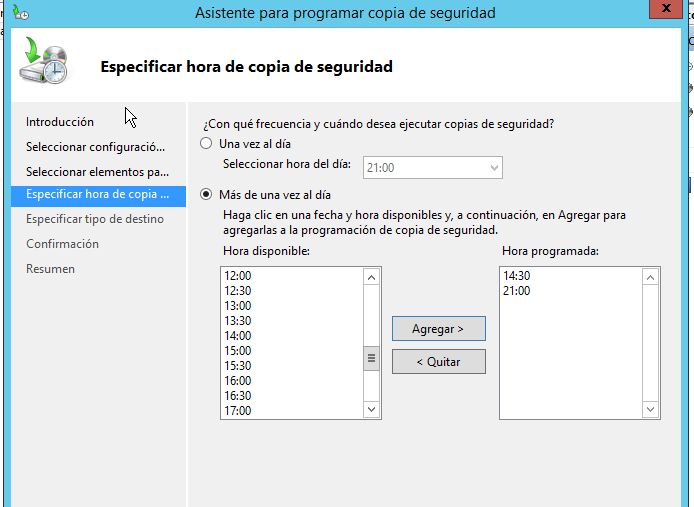 Asistente para programar copia de seguridad
x
Especificar hora de copia de seguridad
Introducción
Seleccionar configuració...
Seleccionar elementos pa...
Especificar hora de copia ...
Especificar tipo de destino
Confirmación
Resumen
¿Con qué frecuencia y cuándo desea ejecutar copias de seguridad?
Una vez al día
Seleccionar hora del día: 21:00
Más de una vez al día
Haga clic en una fecha y hora disponibles y, a continuación, en Agregar para
agregarlas a la programación de copia de seguridad.
Hora disponible:
12:00
12:30
13:00
13:30
14:00
15:00
15:30
16:00
16:30
17:00
Agregar >
< Quitar
Hora programada:
14:30
21:00